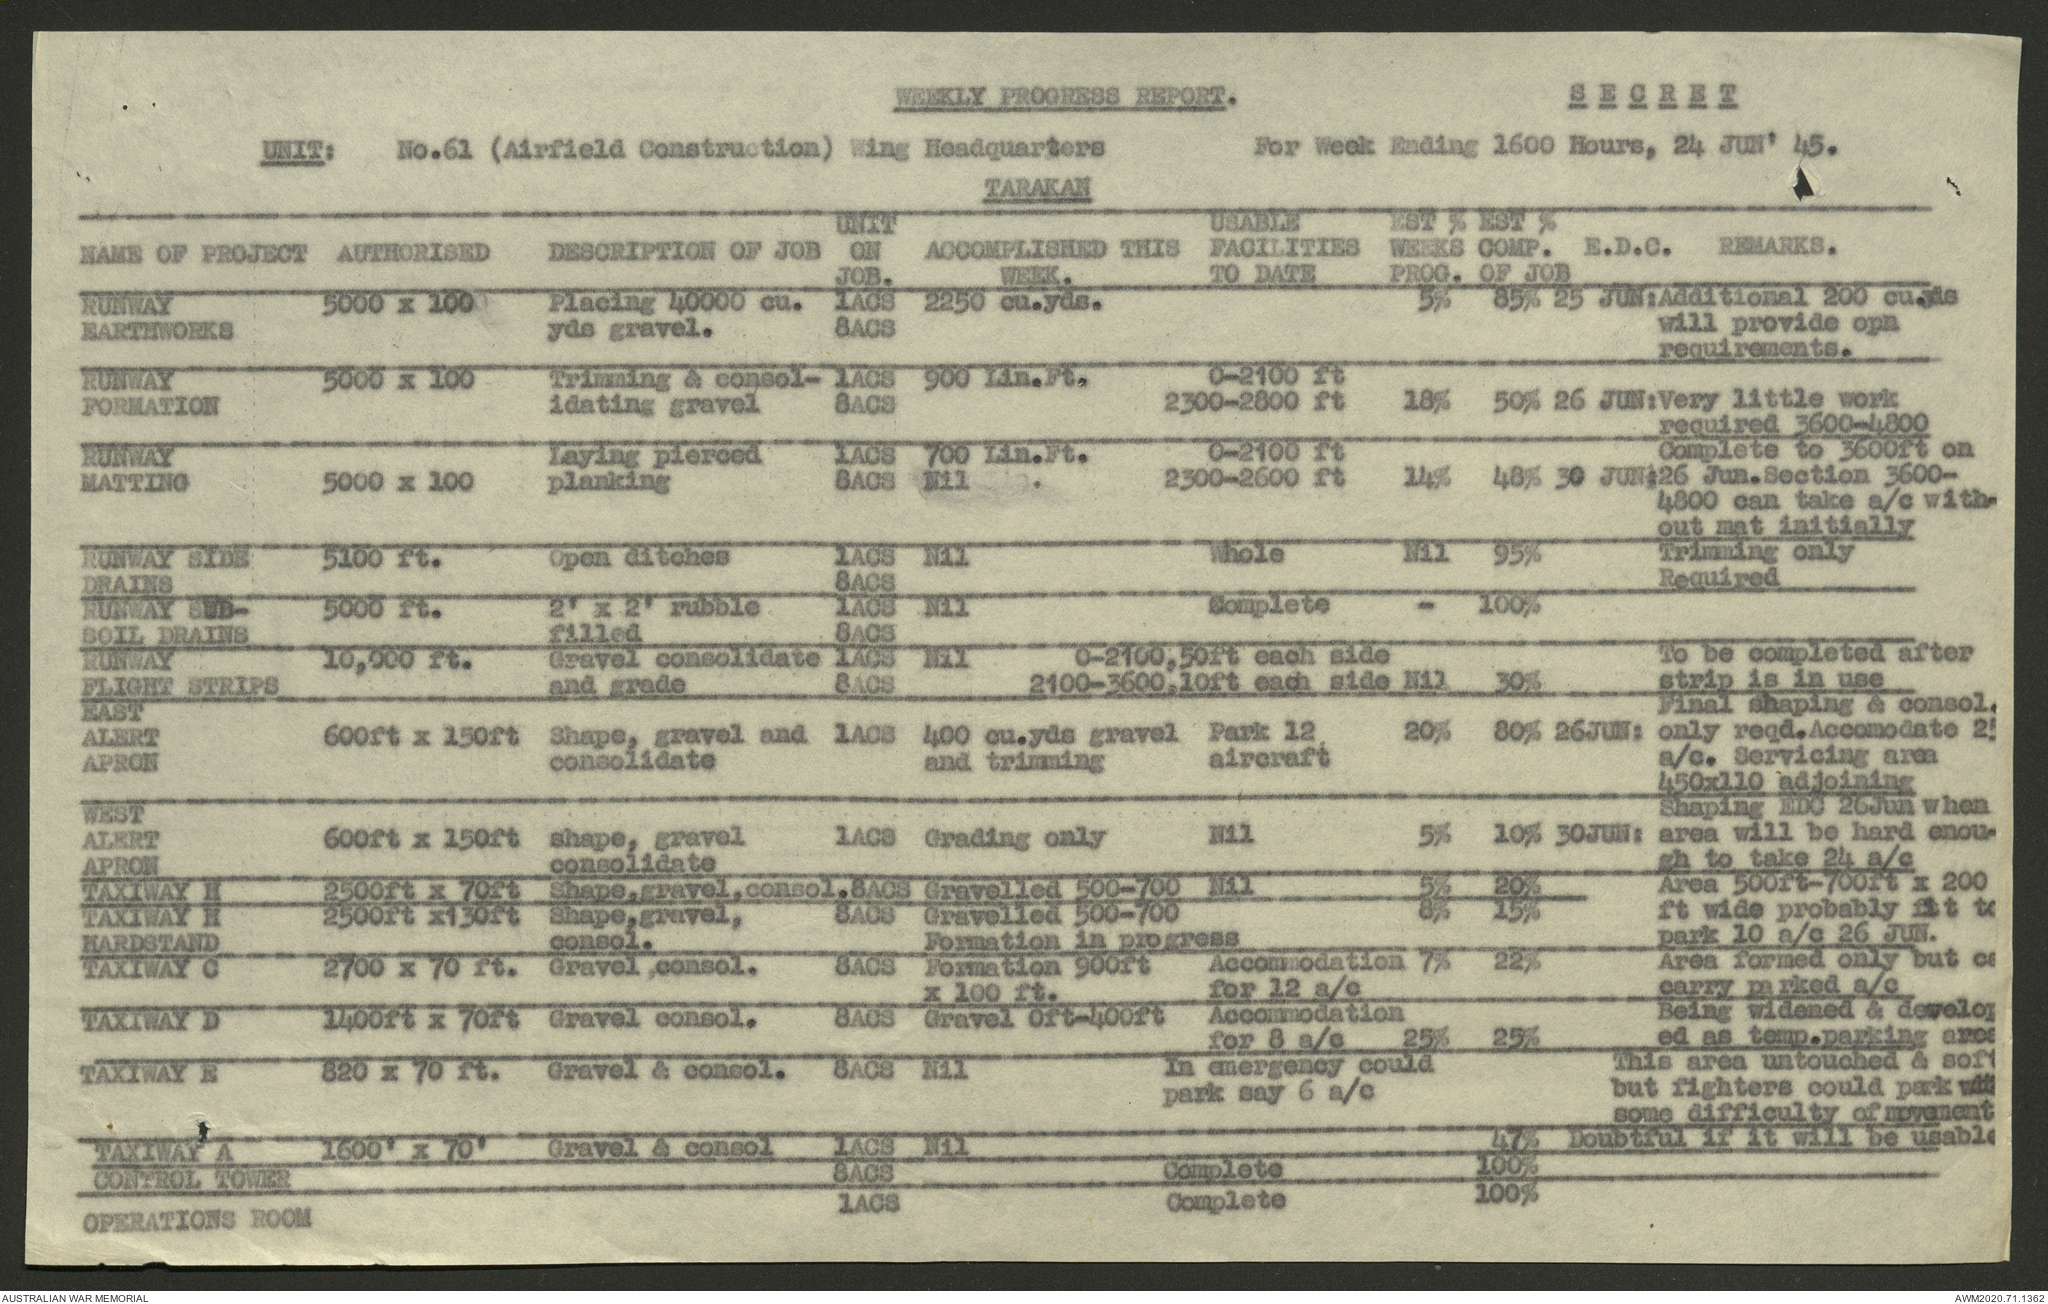 WEEKLY PROGRESS REPORT. SECRET
UNIT: No.61 (Airfield Construction) Wing Headquarters For Week Ending 1600 Hours, 24 JUN' 45.
TARAKAN
UNIT USABLE EST % EST %
NAME OF PROJECT AUTHORISED DESCRIPTION OF JOB ON ACCOMPLISHED THIS FACILITIES WEEKS COMP. E.D.C. REMARKS.
JOB. WEEK. TO DATE PROG. OF JOB
RUNWAY 5000 x 100 Placing 40000 cu. 1ACS 2250 cu.yds. 5% 85% 25 JUN: Additional 200 cu.yds
EARTHWORKS yds gravel. 8ACS will provide opn
requirements.
RUNWAY 5000 x 100 Trimming & consol- 1ACS 900 Lin.Ft, 0-2100 ft
FORMATION idating gravel 8ACS 2300-2800 ft 18% 50% 26 JUN: Very little work
required 3600-4800
RUNWAY Laying pierced 1ACS 700 Lin.Ft. 0-2100 ft Complete to 3600ft on
MATTING 5000 x 100 planking 8ACS Nil 2300-2600 ft 14% 48% 30 JUN: 26 Jun.Section 3600-
4800 can take a/c with-
out mat initially
RUNWAY SIDE 5100 ft. Open ditches 1ACS Nil Whole Nil 95% Trimming only
DRAINS 8ACS Required
RUNWAY SUB- 5000 ft. 2' x 2' rubble 1ACS Nil Complete - 100%
SOIL DRAINS filled 8ACS
RUNWAY 10,000 ft. Gravel consolidate 1ACS Nil 0-2100,50ft each side To be completed after
FLIGHT STRIPS and grade 8ACS 2100-3600,10ft each side Nil 30% strip is in use
EAST Final shaping & consol.
ALERT 600ft x 150ft Shape, gravel and 1ACS 400 cu.yds gravel Park 12 20% 80% 26JUN: only reqd.Accomodate 25
APRON consolidate and trimming aircraft a/c. Servicing area
450x110 adjoining
WEST Shaping EDC 26Jun when
ALERT 600ft x 150ft shape, gravel 1ACS Grading only Nil 5% 10% 30JUN: area will be hard enou-
APRON consolidate gh to take 24 a/c
TAXIWAY H 2500ft x 70ft Shape,gravel,consol. 8ACS Gravelled 500-700 Nil 5% 20% Area 500ft-700ft x 200
TAXIWAY H 2500ft x130ft Shape,gravel, 8ACS Gravelled 500-700 8% 15% ft wide probably fit to
HARDSTAND consol. Formation in progress park 10 a/c 26 JUN.
TAXIWAY C 2700 x 70 ft. Gravel ,consol. 8ACS Formation 900ft Accommodation 7% 22% Area formed only but ca
x 100 ft. for 12 a/c carry parked a/c
TAXIWAY D 1400ft x 70ft Gravel consol. 8ACS Gravel 0ft-400ft Accommodation Being widened & develop
for 8 a/c 25% 25% ed as temp.parking area
TAXIWAY E 820 x 70 ft. Gravel & consol. 8ACS Nil In emergency could This area untouched & soft
park say 6 a/c but fighters could park with
some difficulty of movement
TAXIWAY A 1600' x 70' Gravel & consol 1ACS Nil 47% Doubtful if it will be usable
CONTROL TOWER 8ACS Complete 100%
OPERATIONS ROOM 1ACS Complete 100%
AUSTRALIAN WAR MEMORIAL AWM2020.71.1362